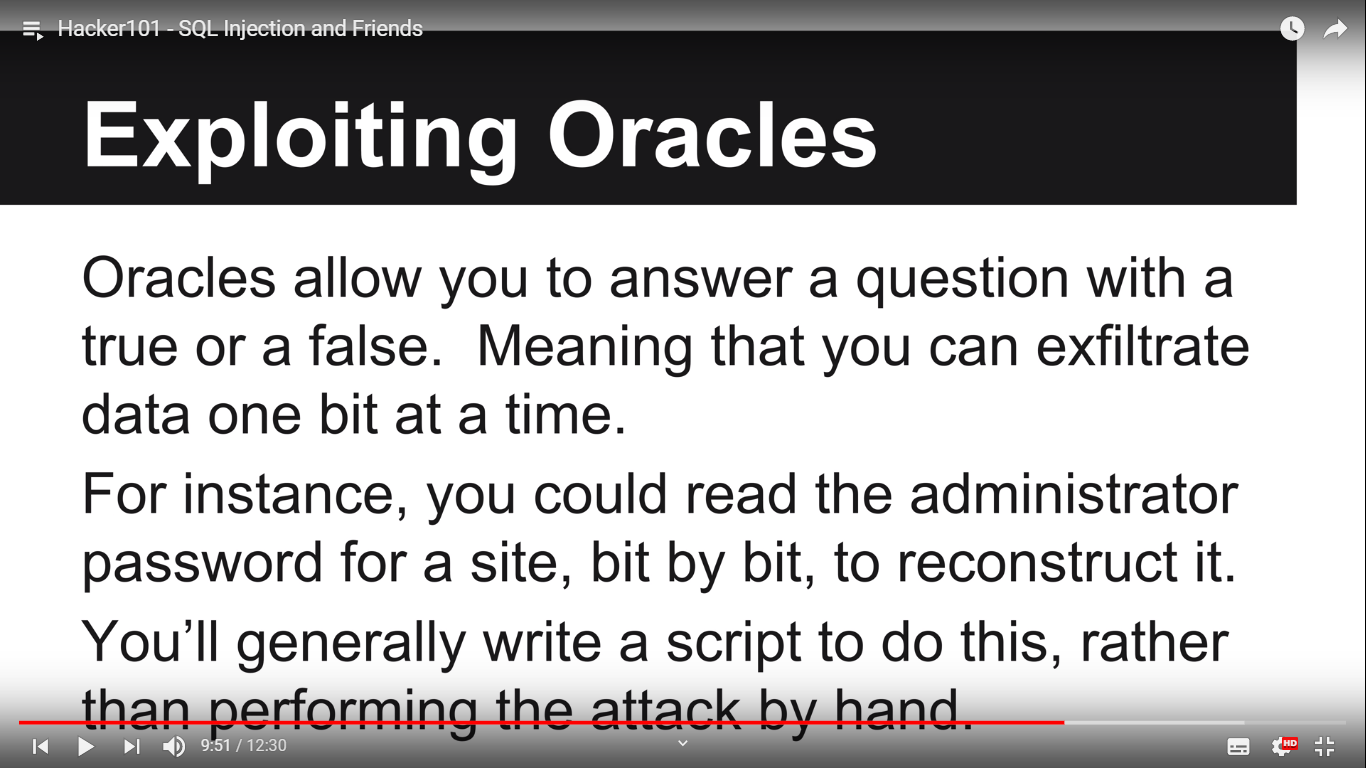 Hacker101 - SQL Injection and Friends
Exploiting Oracles
Oracles allow you to answer a question with a
true or a false.  Meaning that you can exfiltrate
data one bit at a time.
For instance, you could read the administrator
password for a site, bit by bit, to reconstruct it.
You’ll generally write a script to do this, rather
than performing the attack by hand.
9:51 / 12:30
HD